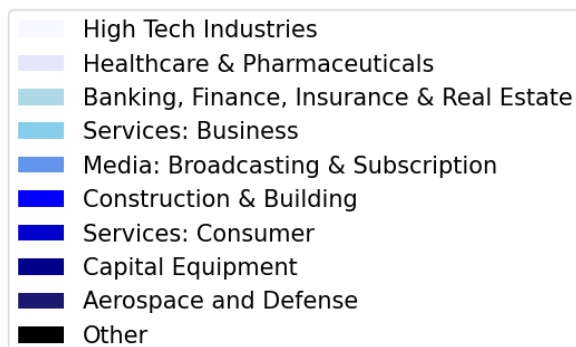 High Tech Industries
Healthcare & Pharmaceuticals
Banking, Finance, Insurance & Real Estate
Services: Business
Media: Broadcasting & Subscription
Construction & Building
Services: Consumer
Capital Equipment
Aerospace and Defense
Other